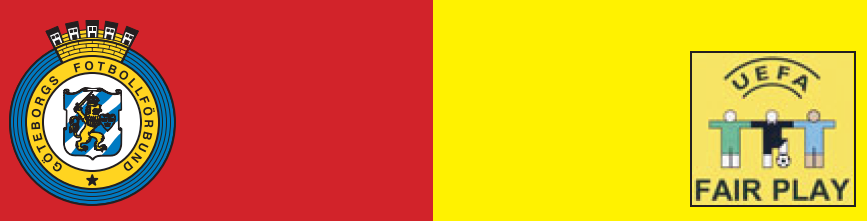 GÖTEBORGS FOTBOLLFÖRBUND
UEFA
FAIR PLAY